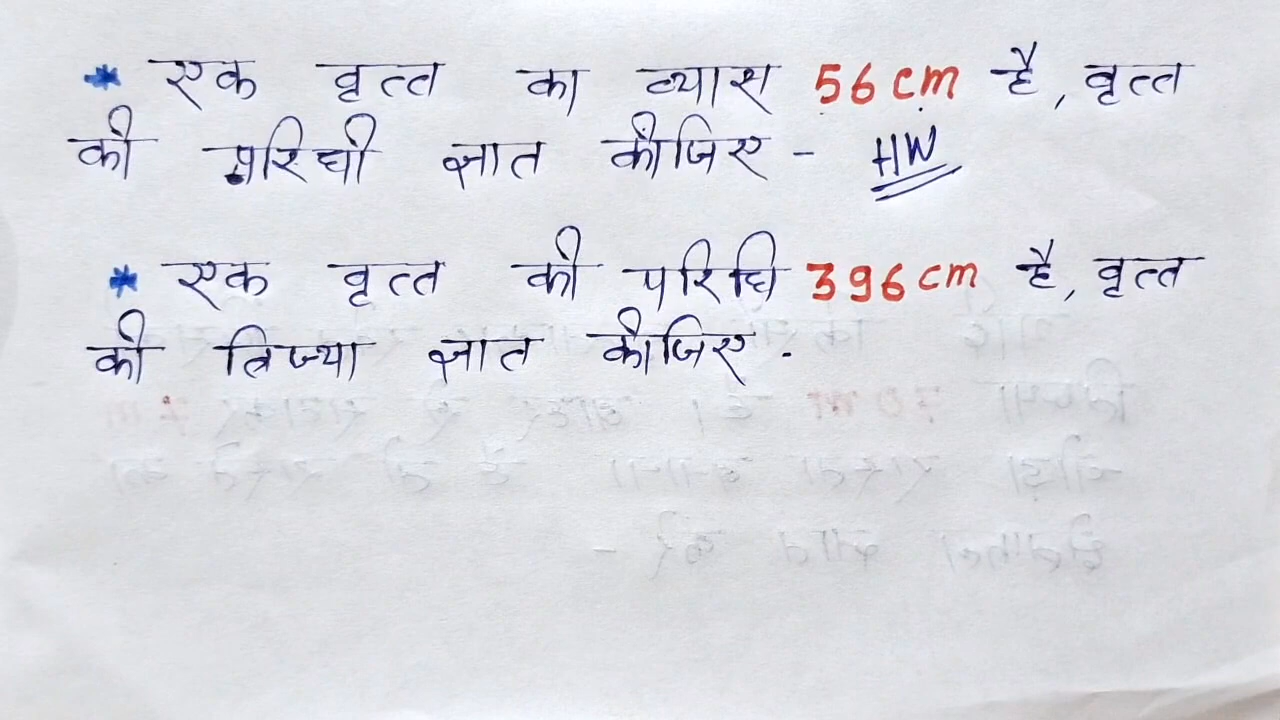 * एक वृत्त का व्यास 56 cm है, वृत्त
की परिघी ज्ञात कीजिए - HW
* एक वृत्त की परिधि 396 cm है, वृत्त
की त्रिज्या ज्ञात कीजिए.